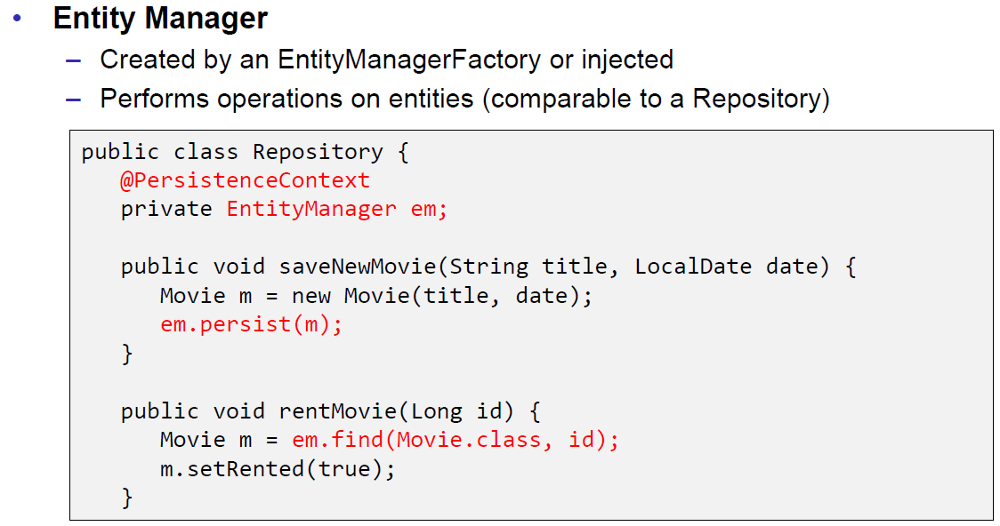 • Entity Manager
– Created by an EntityManagerFactory or injected
– Performs operations on entities (comparable to a Repository)
public class Repository {
   @PersistenceContext
   private EntityManager em;

   public void saveNewMovie(String title, LocalDate date) {
      Movie m = new Movie(title, date);
      em.persist(m);
   }

   public void rentMovie(Long id) {
      Movie m = em.find(Movie.class, id);
      m.setRented(true);
   }